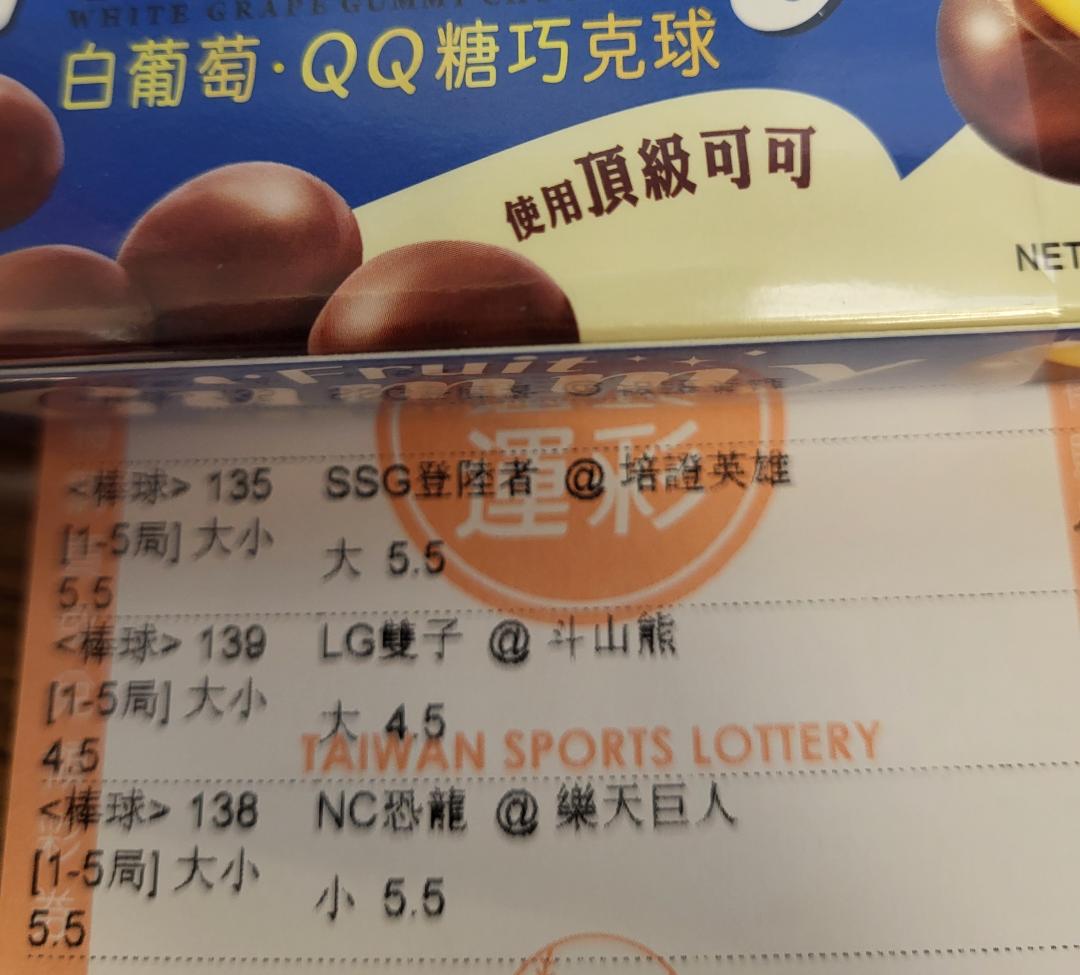 WHITE GRAPE GUMMY
白葡萄·QQ糖巧克球
使用頂級可可
NET
Fruit
運彩
<棒球> 135 SSG登陸者 @ 培證英雄
[1-5局] 大小
大 5.5
5.5
<棒球> 139 LG雙子 @ 斗山熊
[1-5局] 大小
大 4.5
4.5
TAIWAN SPORTS LOTTERY
<棒球> 138 NC恐龍 @ 樂天巨人
[1-5局] 大小
小 5.5
5.5